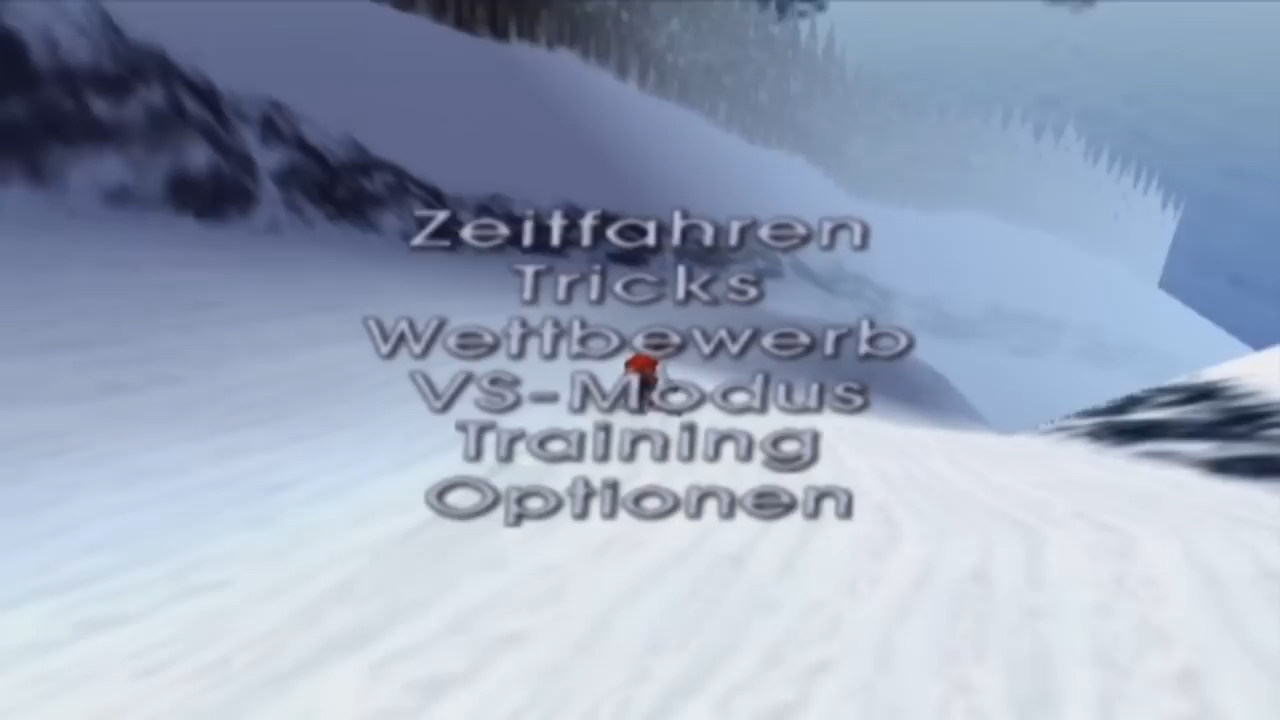 Zeitfahren
Tricks
Wettbewerb
VS-Modus
Training
Optionen